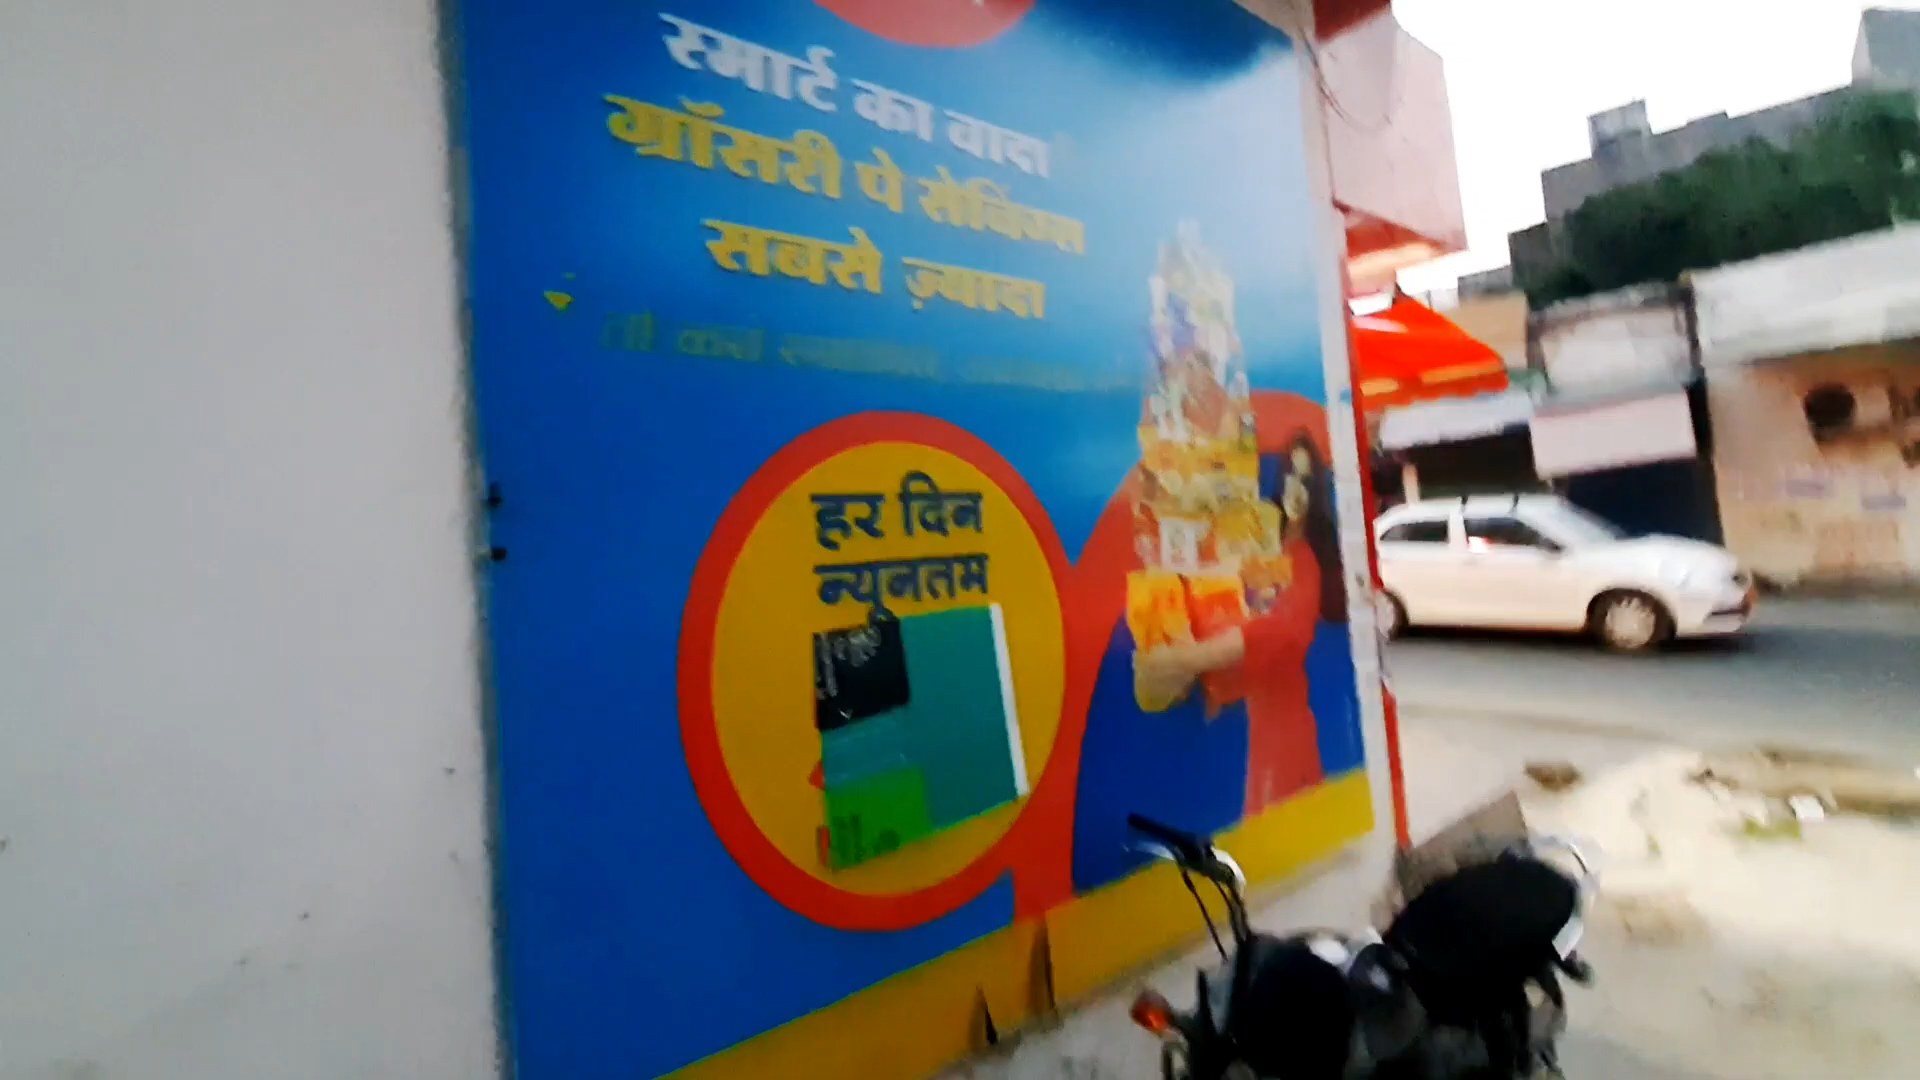 स्मार्ट का वादा
ग्रॉसरी पे सेविंग्स
सबसे ज़्यादा
हर दिन
न्यूनतम